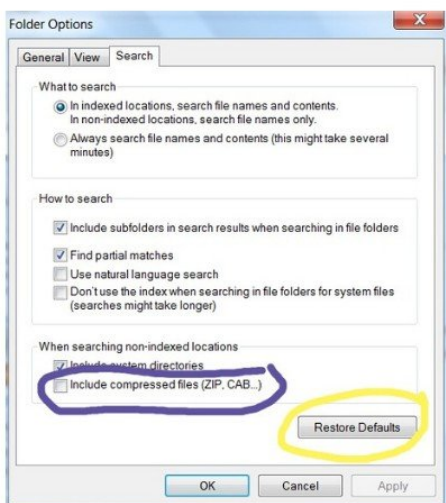 Folder Options
General View Search
What to search
In indexed locations, search file names and contents.
In non-indexed locations, search file names only.
Always search file names and contents (this might take several
minutes)
How to search
Include subfolders in search results when searching in file folders
Find partial matches
Use natural language search
Don't use the index when searching in file folders for system files
(searches might take longer)
When searching non-indexed locations
Include system directories
Include compressed files (ZIP, CAB...)
Restore Defaults
OK Cancel Apply